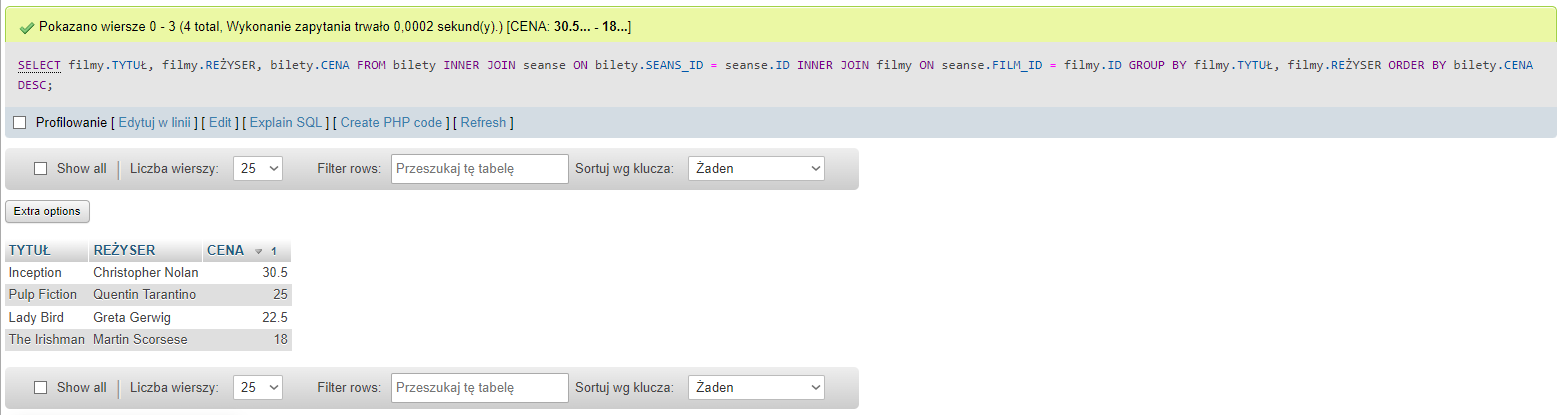 Pokazano wiersze 0 - 3 (4 total, Wykonanie zapytania trwało 0,0002 sekund(y).) [CENA: 30.5... - 18...]
SELECT filmy.TYTUŁ, filmy.REŻYSER, bilety.CENA FROM bilety INNER JOIN seanse ON bilety.SEANS_ID = seanse.ID INNER JOIN filmy ON seanse.FILM_ID = filmy.ID GROUP BY filmy.TYTUŁ, filmy.REŻYSER ORDER BY bilety.CENA
DESC;
Profilowanie [ Edytuj w linii ] [ Edit ] [ Explain SQL ] [ Create PHP code ] [ Refresh ]
Show all Liczba wierszy: 25 Filter rows: Przeszukaj tę tabelę Sortuj wg klucza: Żaden
Extra options
TYTUŁ REŻYSER CENA 1
Inception Christopher Nolan 30.5
Pulp Fiction Quentin Tarantino 25
Lady Bird Greta Gerwig 22.5
The Irishman Martin Scorsese 18
Show all Liczba wierszy: 25 Filter rows: Przeszukaj tę tabelę Sortuj wg klucza: Żaden